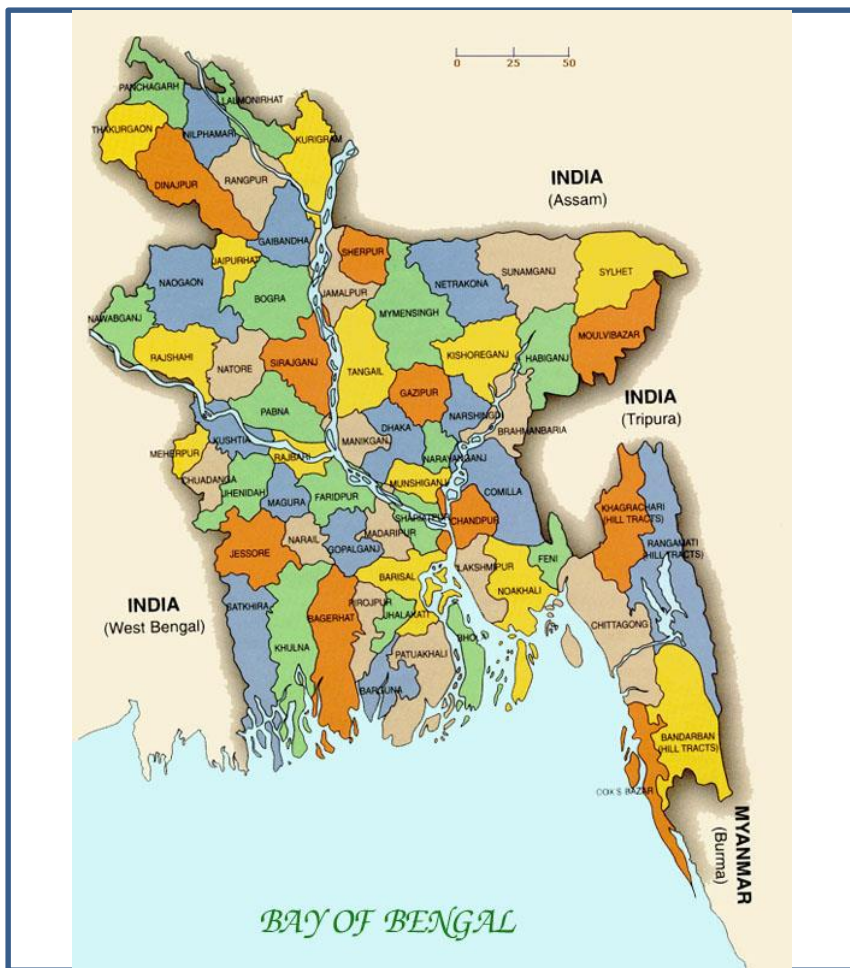 0 25 50
PANCHAGARH
LALMONIRHAT
THAKURGAON
NILPHAMARI
KURIGRAM
DINAJPUR
RANGPUR
INDIA
(Assam)
GAIBANDHA
SHERPUR
JAIPURHAT
NAOGAON
SUNAMGANJ
SYLHET
NETRAKONA
JAMALPUR
BOGRA
MYMENSINGH
NAWABGANJ
MOULVIBAZAR
RAJSHAHI
KISHOREGANJ
HABIGANJ
NATORE
SIRAJGANJ
TANGAIL
GAZIPUR
INDIA
(Tripura)
PABNA
NARSHINGDI
DHAKA
BRAHMANBARIA
KUSHTIA
MANIKGANJ
MEHERPUR
RAJBARI
NARAYANGANJ
CHUADANGA
MUNSHIGANJ
JHENIDAH
FARIDPUR
COMILLA
MAGURA
KHAGRACHARI
(HILL TRACTS)
CHANDPUR
NARAIL
MADARIPUR
RANGAMATI
(HILL TRACTS)
JESSORE
GOPALGANJ
FENI
LAKSHMIPUR
BARISAL
NOAKHALI
INDIA
(West Bengal)
SATKHIRA
PIROJPUR
BAGERHAT
JHALAKATI
CHITTAGONG
KHULNA
PATUAKHALI
BARGUNA
BANDARBAN
(HILL TRACTS)
COX S BAZAR
MYANMAR
(Burma)
BAY OF BENGAL